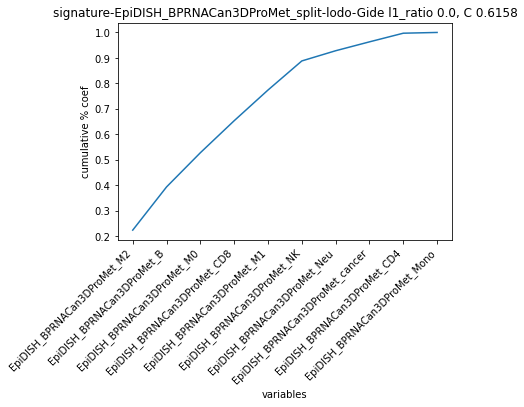 signature-EpiDISH_BPRNACan3DProMet_split-lodo-Gide l1_ratio 0.0, C 0.6158
1.0
0.9
0.8
0.7
0.6
0.5
0.4
0.3
0.2
cumulative % coef
EpiDISH_BPRNACan3DProMet_M2
EpiDISH_BPRNACan3DProMet_B
EpiDISH_BPRNACan3DProMet_M0
EpiDISH_BPRNACan3DProMet_CD8
EpiDISH_BPRNACan3DProMet_M1
EpiDISH_BPRNACan3DProMet_NK
EpiDISH_BPRNACan3DProMet_Neu
EpiDISH_BPRNACan3DProMet_cancer
EpiDISH_BPRNACan3DProMet_CD4
EpiDISH_BPRNACan3DProMet_Mono
variables